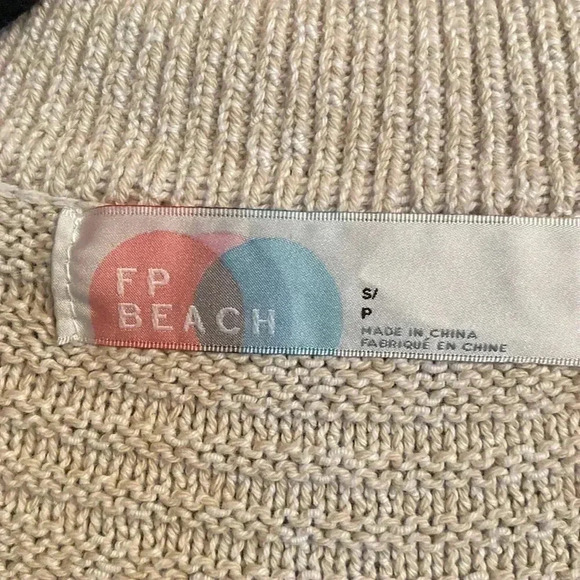 FP
BEACH
S/
P
MADE IN CHINA
FABRIQUÉ EN CHINE